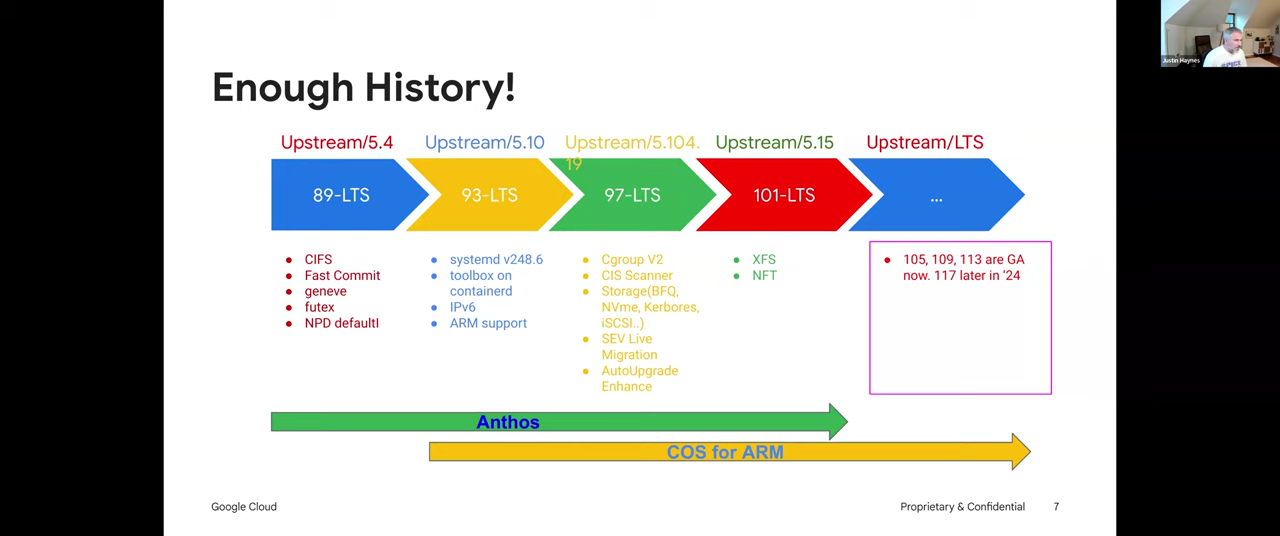 Justin Haynes
Enough History!
Upstream/5.4
Upstream/5.10
Upstream/5.104.
19
Upstream/5.15
Upstream/LTS
89-LTS
93-LTS
97-LTS
101-LTS
...
● CIFS
● Fast Commit
● geneve
● futex
● NPD defaultI
● systemd v248.6
● toolbox on
containerd
● IPv6
● ARM support
● Cgroup V2
● CIS Scanner
● Storage(BFQ,
NVme, Kerbores,
iSCSI..)
● SEV Live
Migration
● AutoUpgrade
Enhance
● XFS
● NFT
● 105, 109, 113 are GA
now. 117 later in ‘24
Anthos
COS for ARM
Google Cloud
Proprietary & Confidential
7